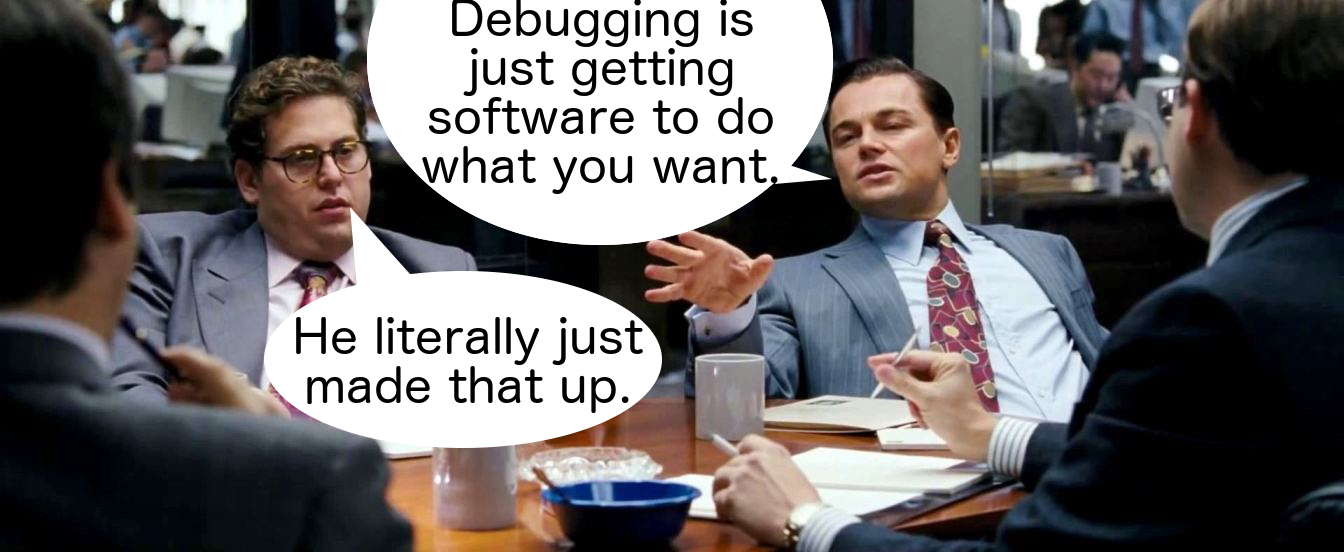 Debugging is
just getting
software to do
what you want.
He literally just
made that up.